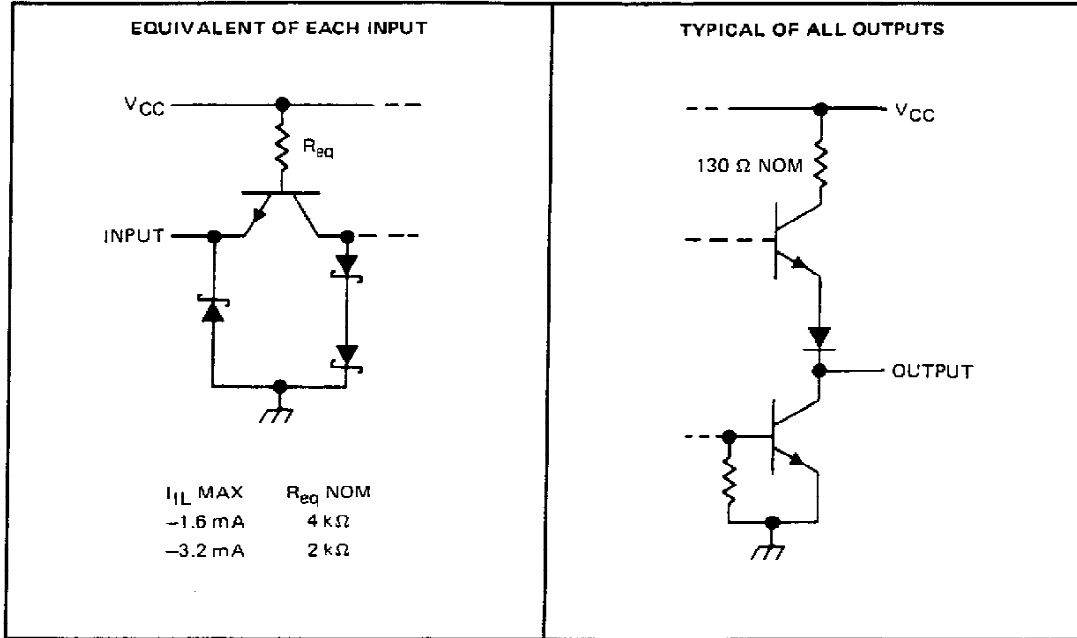 EQUIVALENT OF EACH INPUT
VCC
Req
INPUT
IIL MAX Req NOM
–1.6 mA 4 kΩ
–3.2 mA 2 kΩ
TYPICAL OF ALL OUTPUTS
VCC
130 Ω NOM
OUTPUT